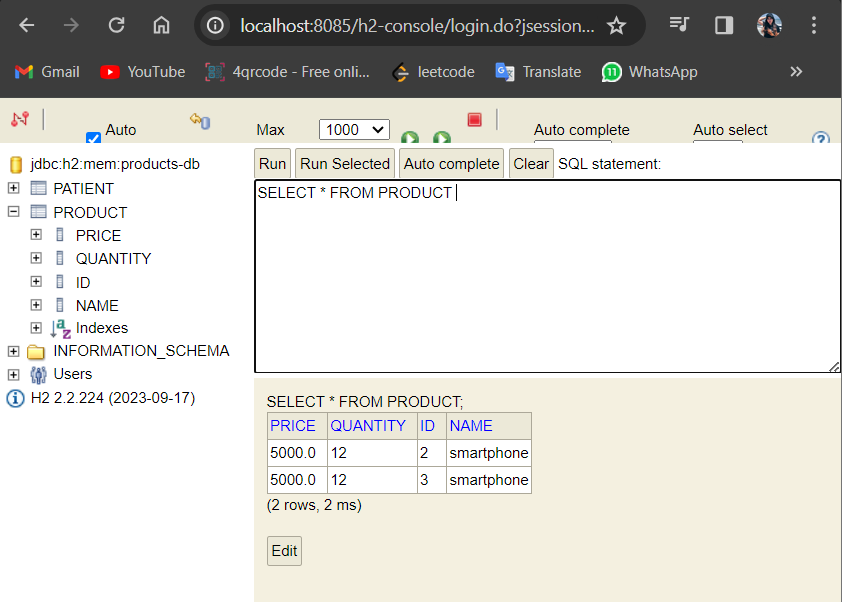 localhost:8085/h2-console/login.do?jsession...
Gmail YouTube 4qrcode - Free onli... leetcode Translate 11 WhatsApp »
Auto Max 1000 Auto complete Auto select ?
jdbc:h2:mem:products-db
PATIENT
PRODUCT
PRICE
QUANTITY
ID
NAME
Indexes
INFORMATION_SCHEMA
Users
H2 2.2.224 (2023-09-17)
Run Run Selected Auto complete Clear SQL statement:
SELECT * FROM PRODUCT
SELECT * FROM PRODUCT;
PRICE QUANTITY ID NAME
5000.0 12 2 smartphone
5000.0 12 3 smartphone
(2 rows, 2 ms)
Edit